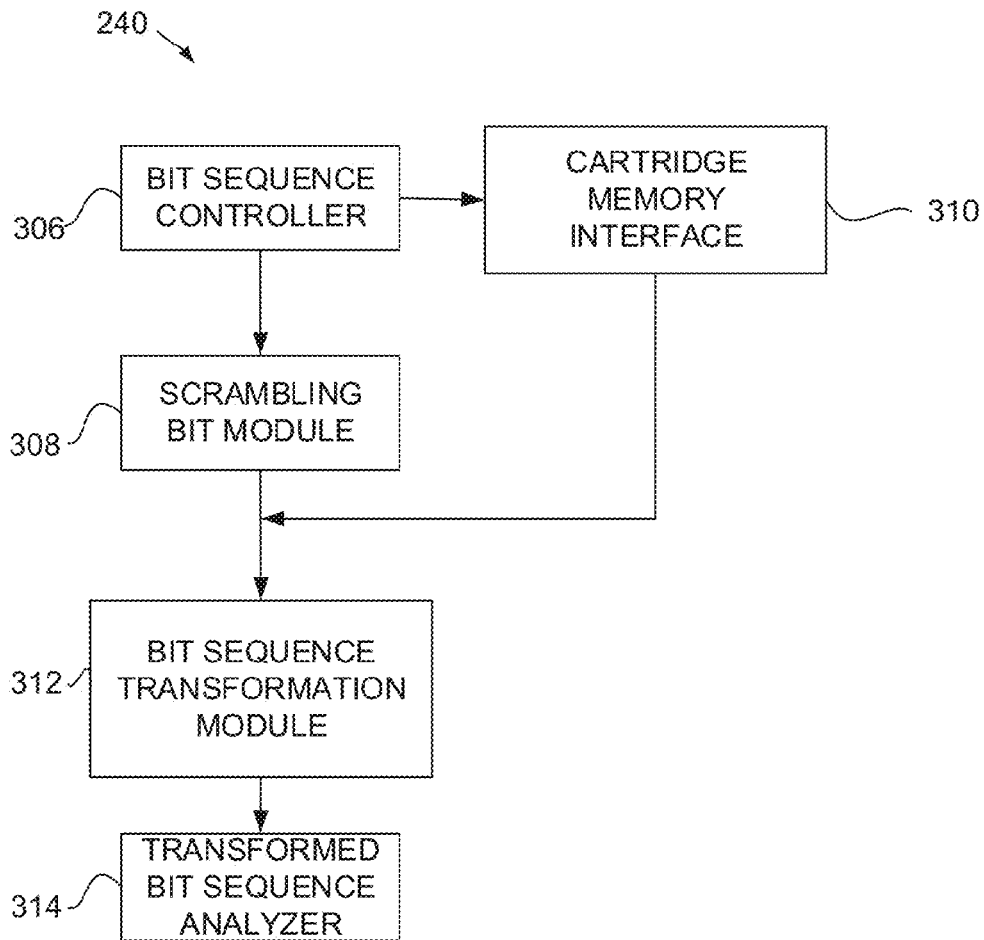 240
BIT SEQUENCE
CONTROLLER
306
CARTRIDGE
MEMORY
INTERFACE
310
SCRAMBLING
BIT MODULE
308
BIT SEQUENCE
TRANSFORMATION
MODULE
312
TRANSFORMED
BIT SEQUENCE
ANALYZER
314